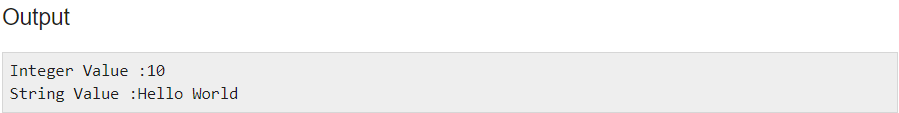 Output
Integer Value :10
String Value :Hello World